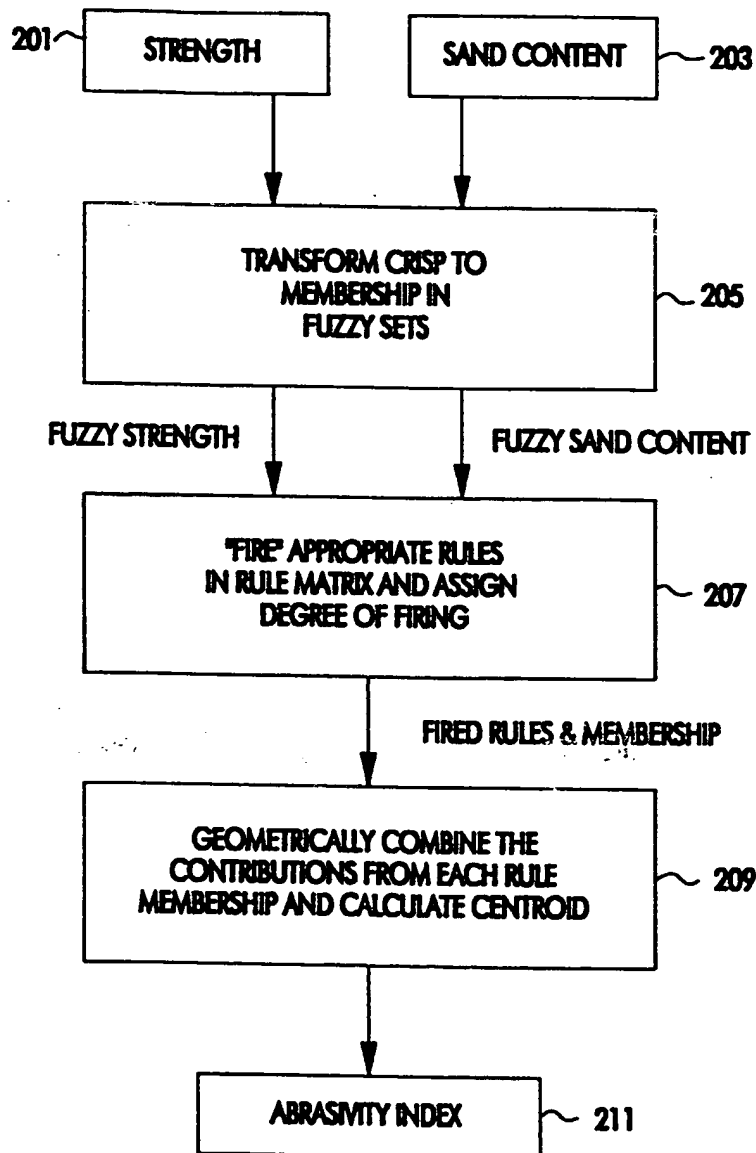 201
STRENGTH
SAND CONTENT
203
TRANSFORM CRISP TO
MEMBERSHIP IN
FUZZY SETS
205
FUZZY STRENGTH
FUZZY SAND CONTENT
"FIRE" APPROPRIATE RULES
IN RULE MATRIX AND ASSIGN
DEGREE OF FIRING
207
FIRED RULES & MEMBERSHIP
GEOMETRICALLY COMBINE THE
CONTRIBUTIONS FROM EACH RULE
MEMBERSHIP AND CALCULATE CENTROID
209
ABRASIVITY INDEX
211